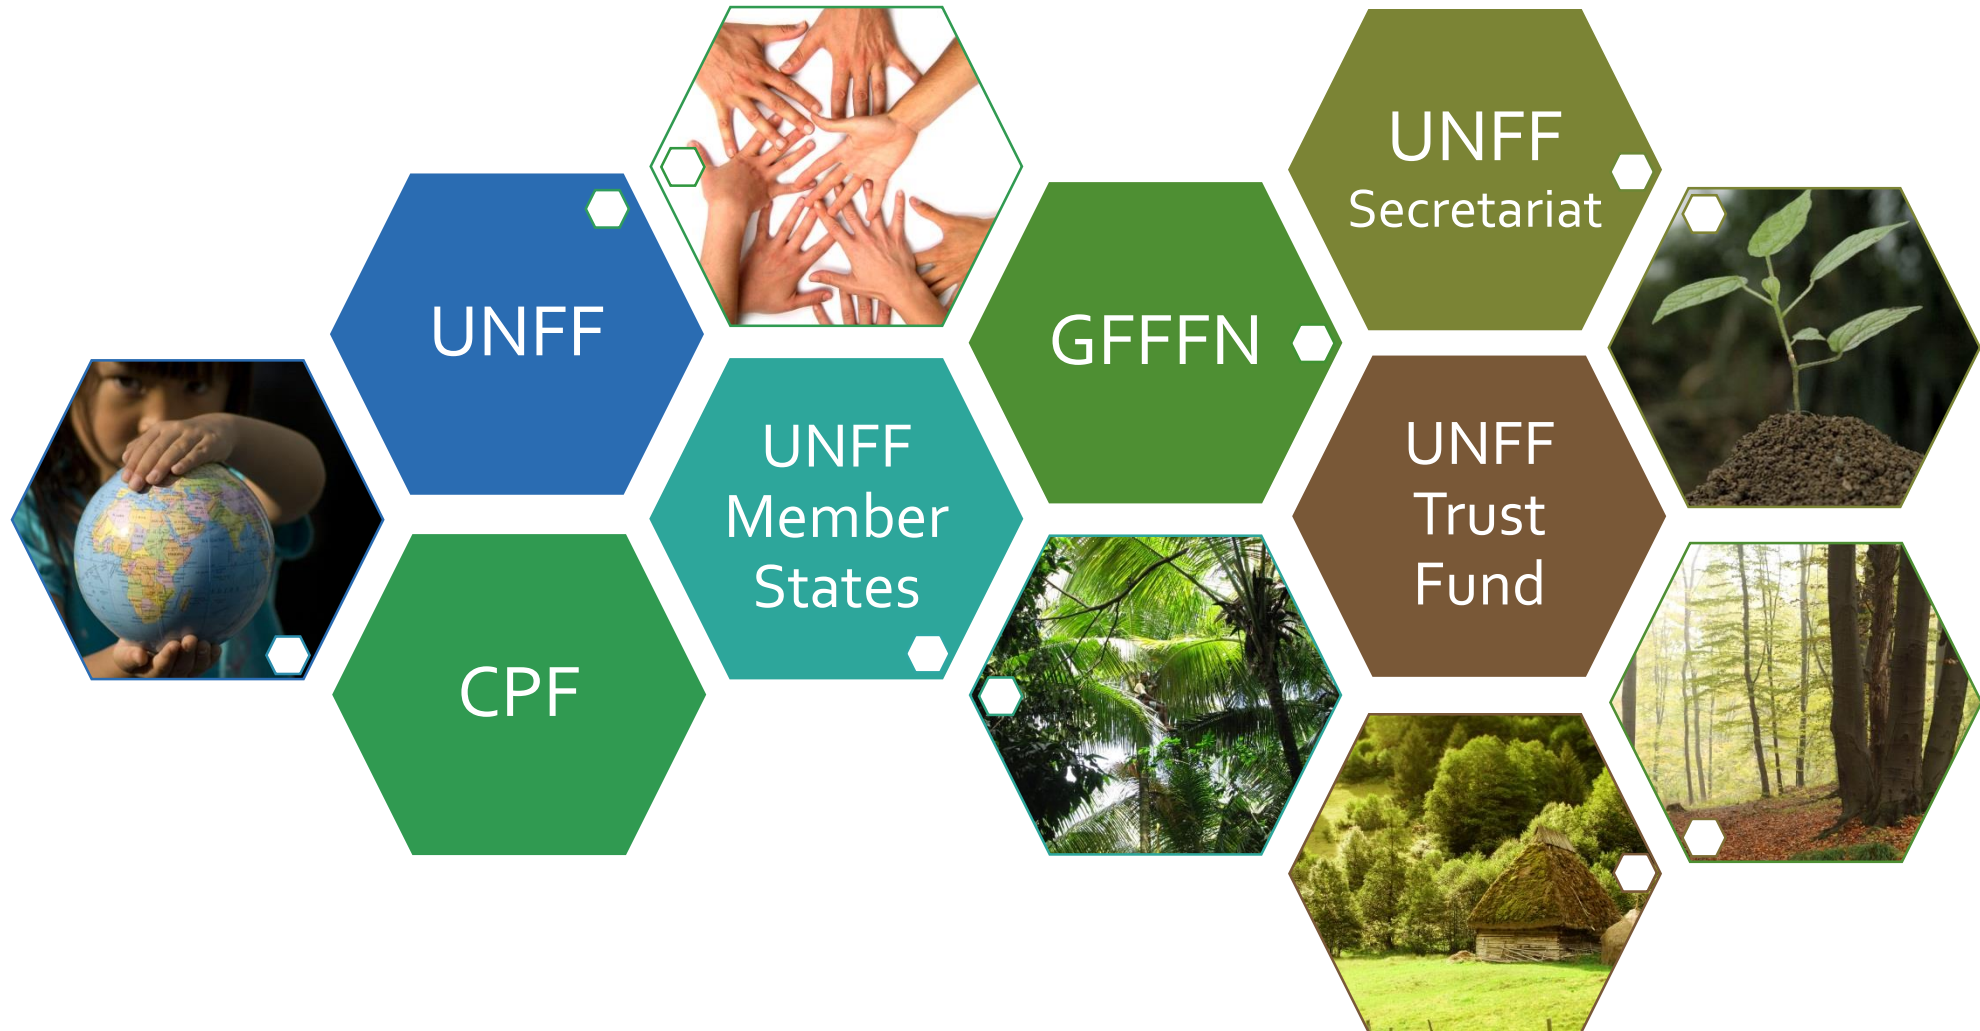 UNFF
CPF
UNFF
Member
States
GFFFN
UNFF
Secretariat
UNFF
Trust
Fund